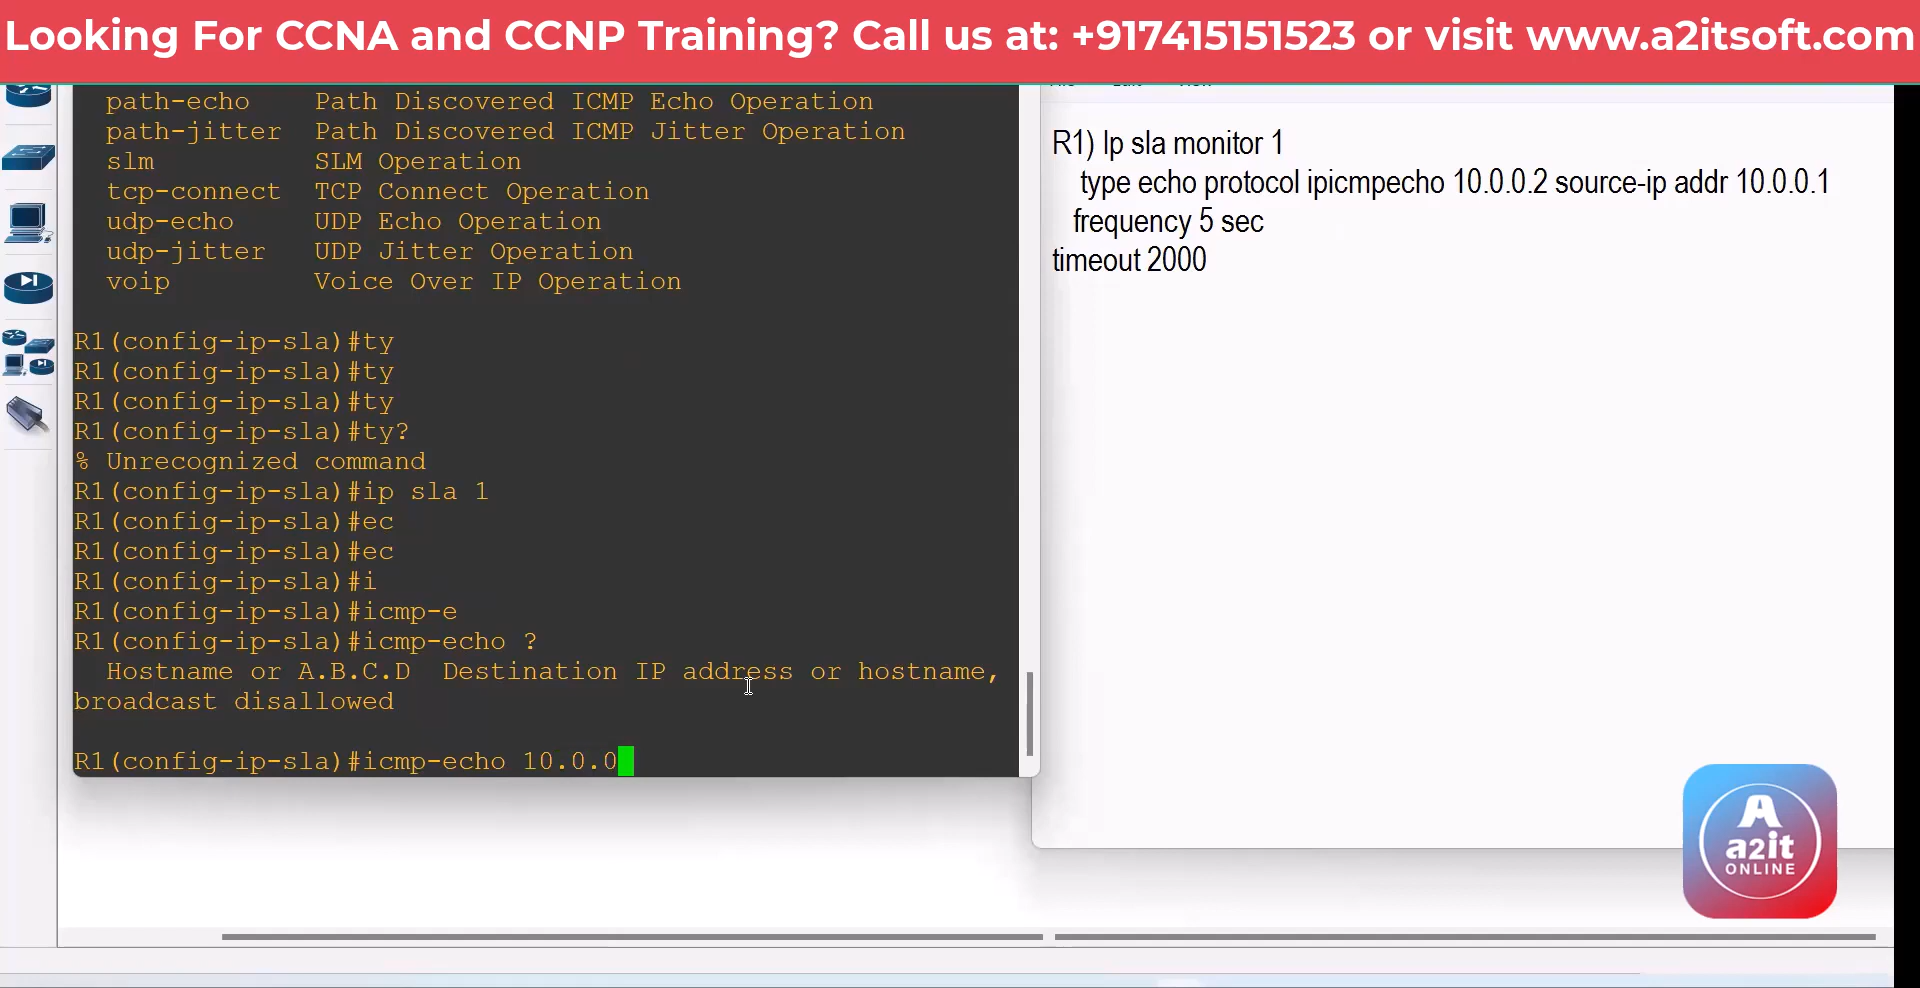 Looking For CCNA and CCNP Training? Call us at: +917415151523 or visit www.a2itsoft.com
path-echo    Path Discovered ICMP Echo Operation
path-jitter  Path Discovered ICMP Jitter Operation
slm          SLM Operation
tcp-connect  TCP Connect Operation
udp-echo     UDP Echo Operation
udp-jitter   UDP Jitter Operation
voip         Voice Over IP Operation
R1(config-ip-sla)#ty
R1(config-ip-sla)#ty
R1(config-ip-sla)#ty
R1(config-ip-sla)#ty?
% Unrecognized command
R1(config-ip-sla)#ip sla 1
R1(config-ip-sla)#ec
R1(config-ip-sla)#ec
R1(config-ip-sla)#i
R1(config-ip-sla)#icmp-e
R1(config-ip-sla)#icmp-echo ?
Hostname or A.B.C.D  Destination IP address or hostname,
broadcast disallowed
R1(config-ip-sla)#icmp-echo 10.0.0
R1) Ip sla monitor 1
type echo protocol ipicmpecho 10.0.0.2 source-ip addr 10.0.0.1
frequency 5 sec
timeout 2000
A
a2it
ONLINE